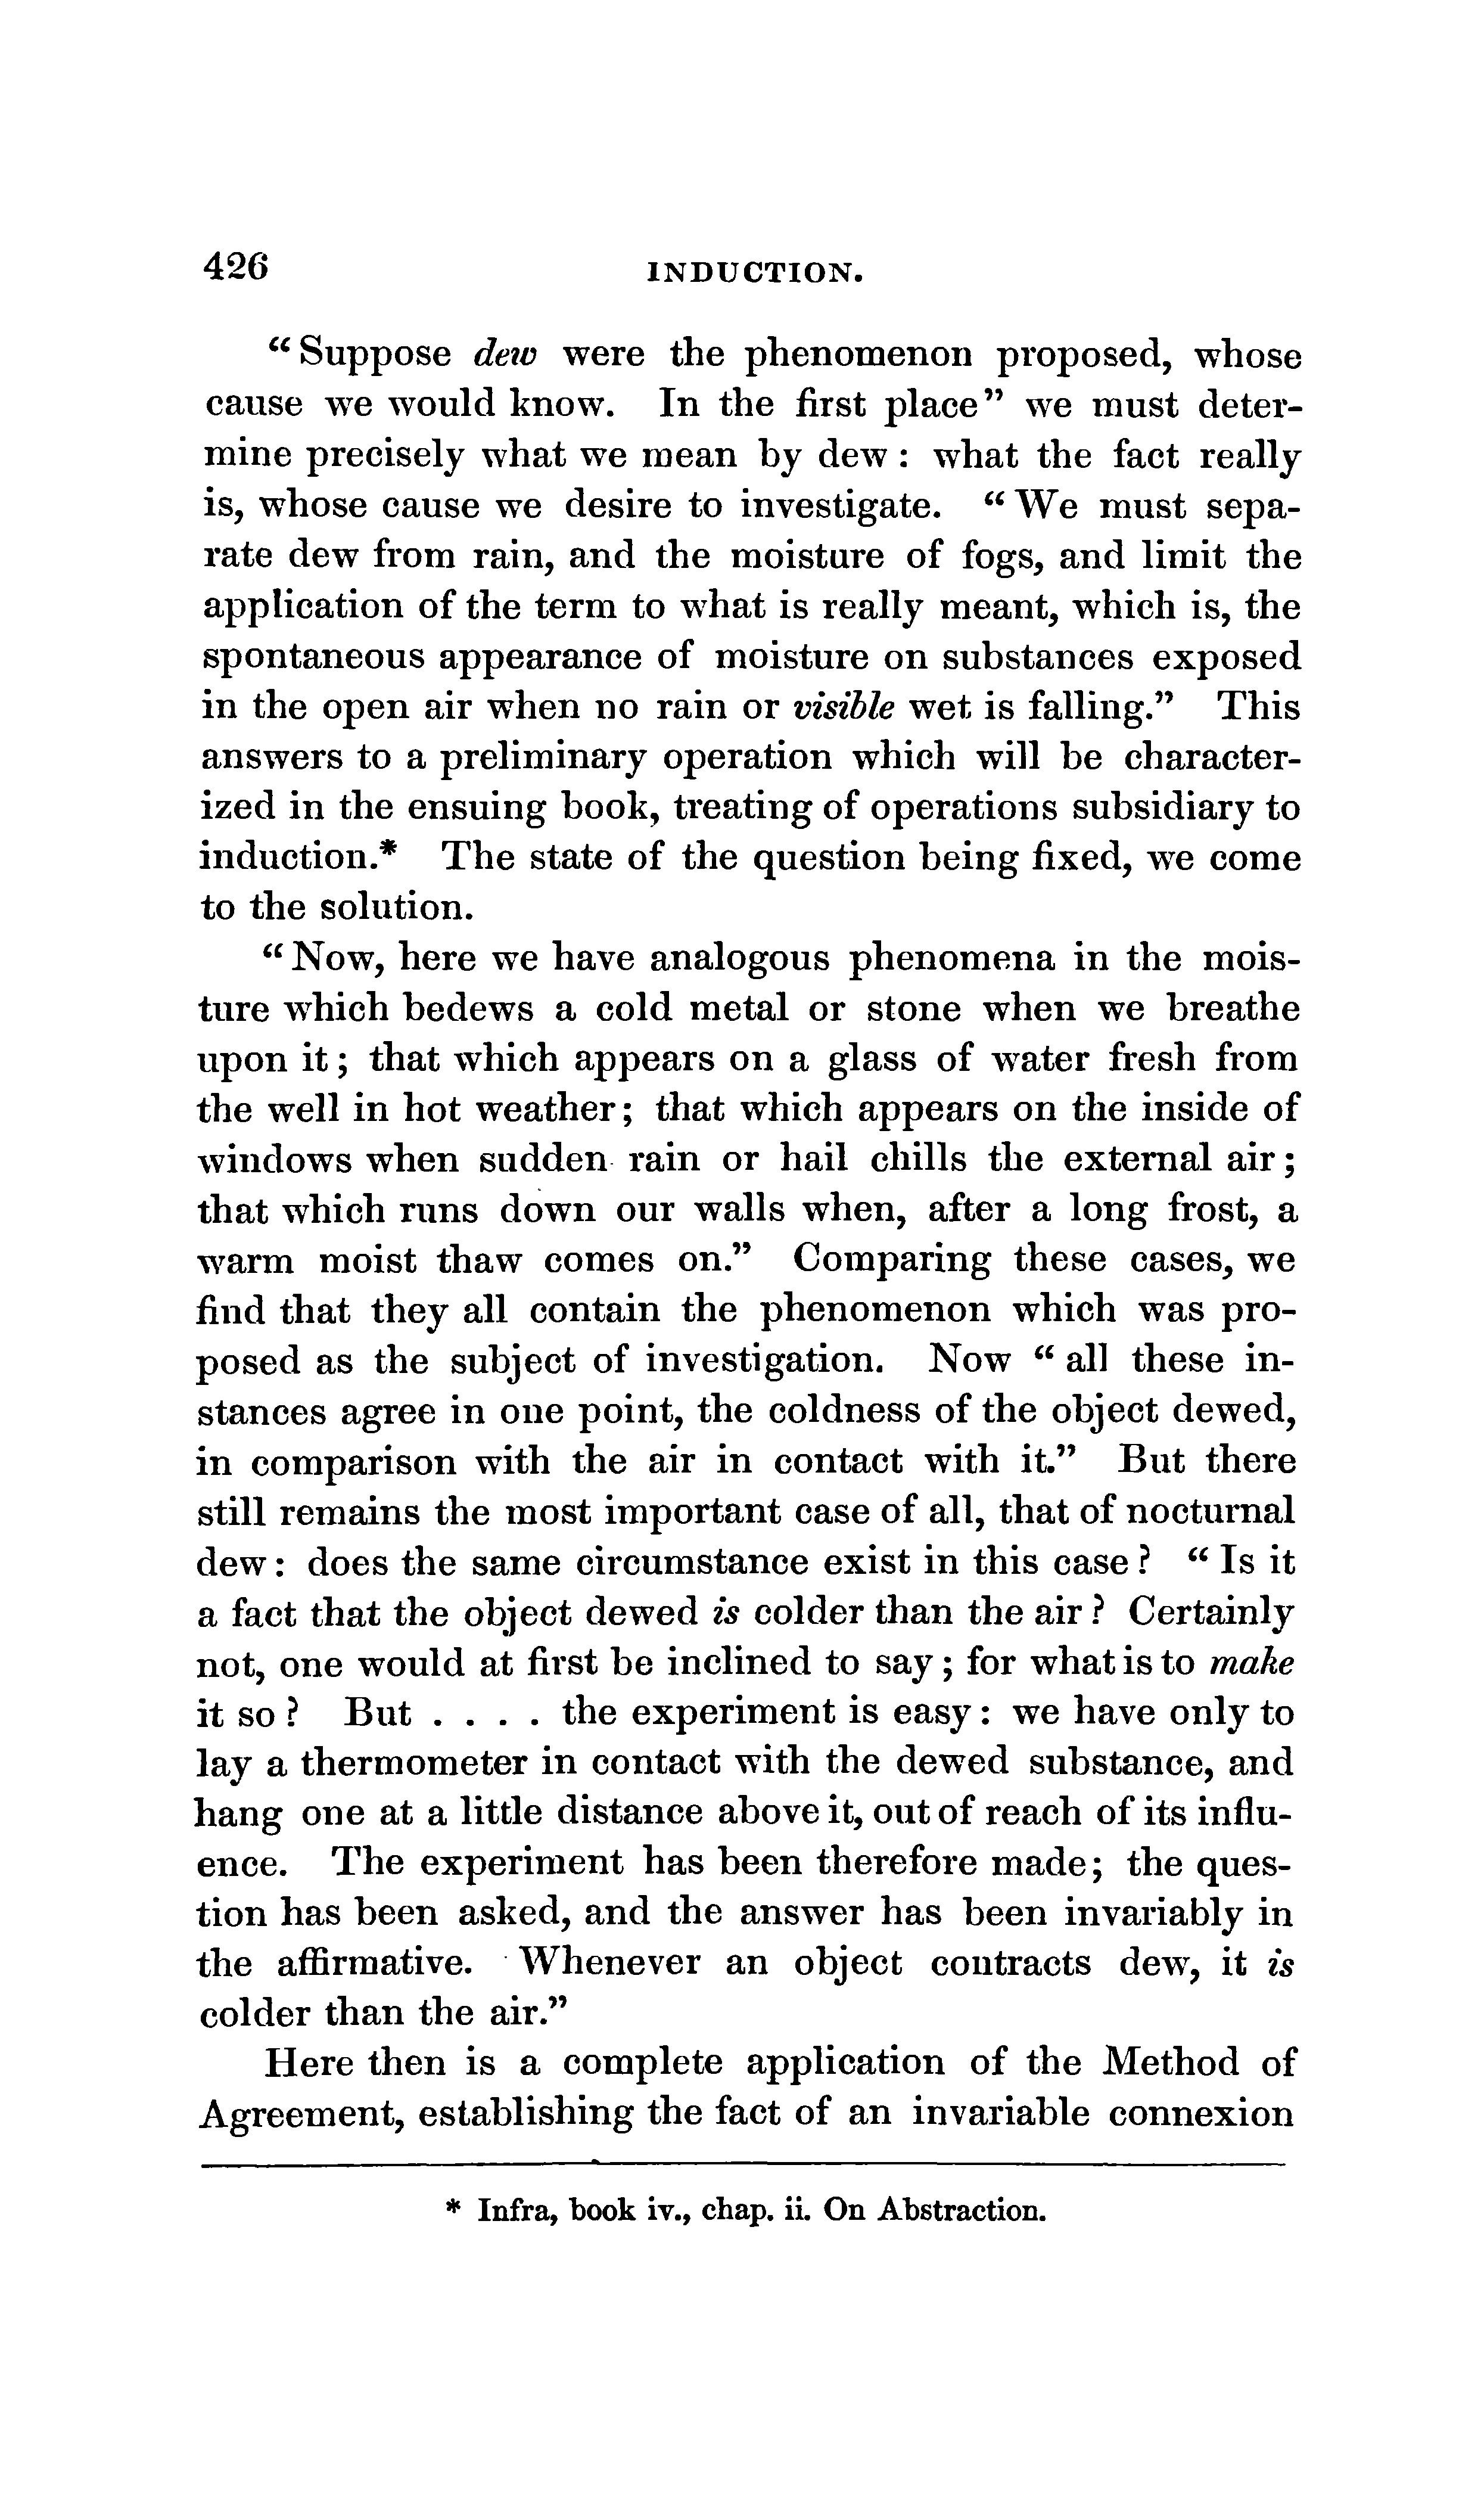 426 INDUCTION.
“Suppose dew were the phenomenon proposed, whose
cause we would know. In the first place” we must deter-
mine precisely what we mean by dew : what the fact really
is, whose cause we desire to investigate. “We must sepa-
rate dew from rain, and the moisture of fogs, and limit the
application of the term to what is really meant, which is, the
spontaneous appearance of moisture on substances exposed
in the open air when no rain or visible wet is falling.” This
answers to a preliminary operation which will be character-
ized in the ensuing book, treating of operations subsidiary to
induction.* The state of the question being fixed, we come
to the solution.
“Now, here we have analogous phenomena in the mois-
ture which bedews a cold metal or stone when we breathe
upon it ; that which appears on a glass of water fresh from
the well in hot weather; that which appears on the inside of
windows when sudden rain or hail chills the external air ;
that which runs down our walls when, after a long frost, a
warm moist thaw comes on.” Comparing these cases, we
find that they all contain the phenomenon which was pro-
posed as the subject of investigation. Now “all these in-
stances agree in one point, the coldness of the object dewed,
in comparison with the air in contact with it.” But there
still remains the most important case of all, that of nocturnal
dew : does the same circumstance exist in this case ? “Is it
a fact that the object dewed is colder than the air ? Certainly
not, one would at first be inclined to say ; for what is to make
it so ? But . . . . the experiment is easy : we have only to
lay a thermometer in contact with the dewed substance, and
hang one at a little distance above it, out of reach of its influ-
ence. The experiment has been therefore made; the ques-
tion has been asked, and the answer has been invariably in
the affirmative. Whenever an object contracts dew, it is
colder than the air.”
Here then is a complete application of the Method of
Agreement, establishing the fact of an invariable connexion
* Infra, book iv., chap. ii. On Abstraction.